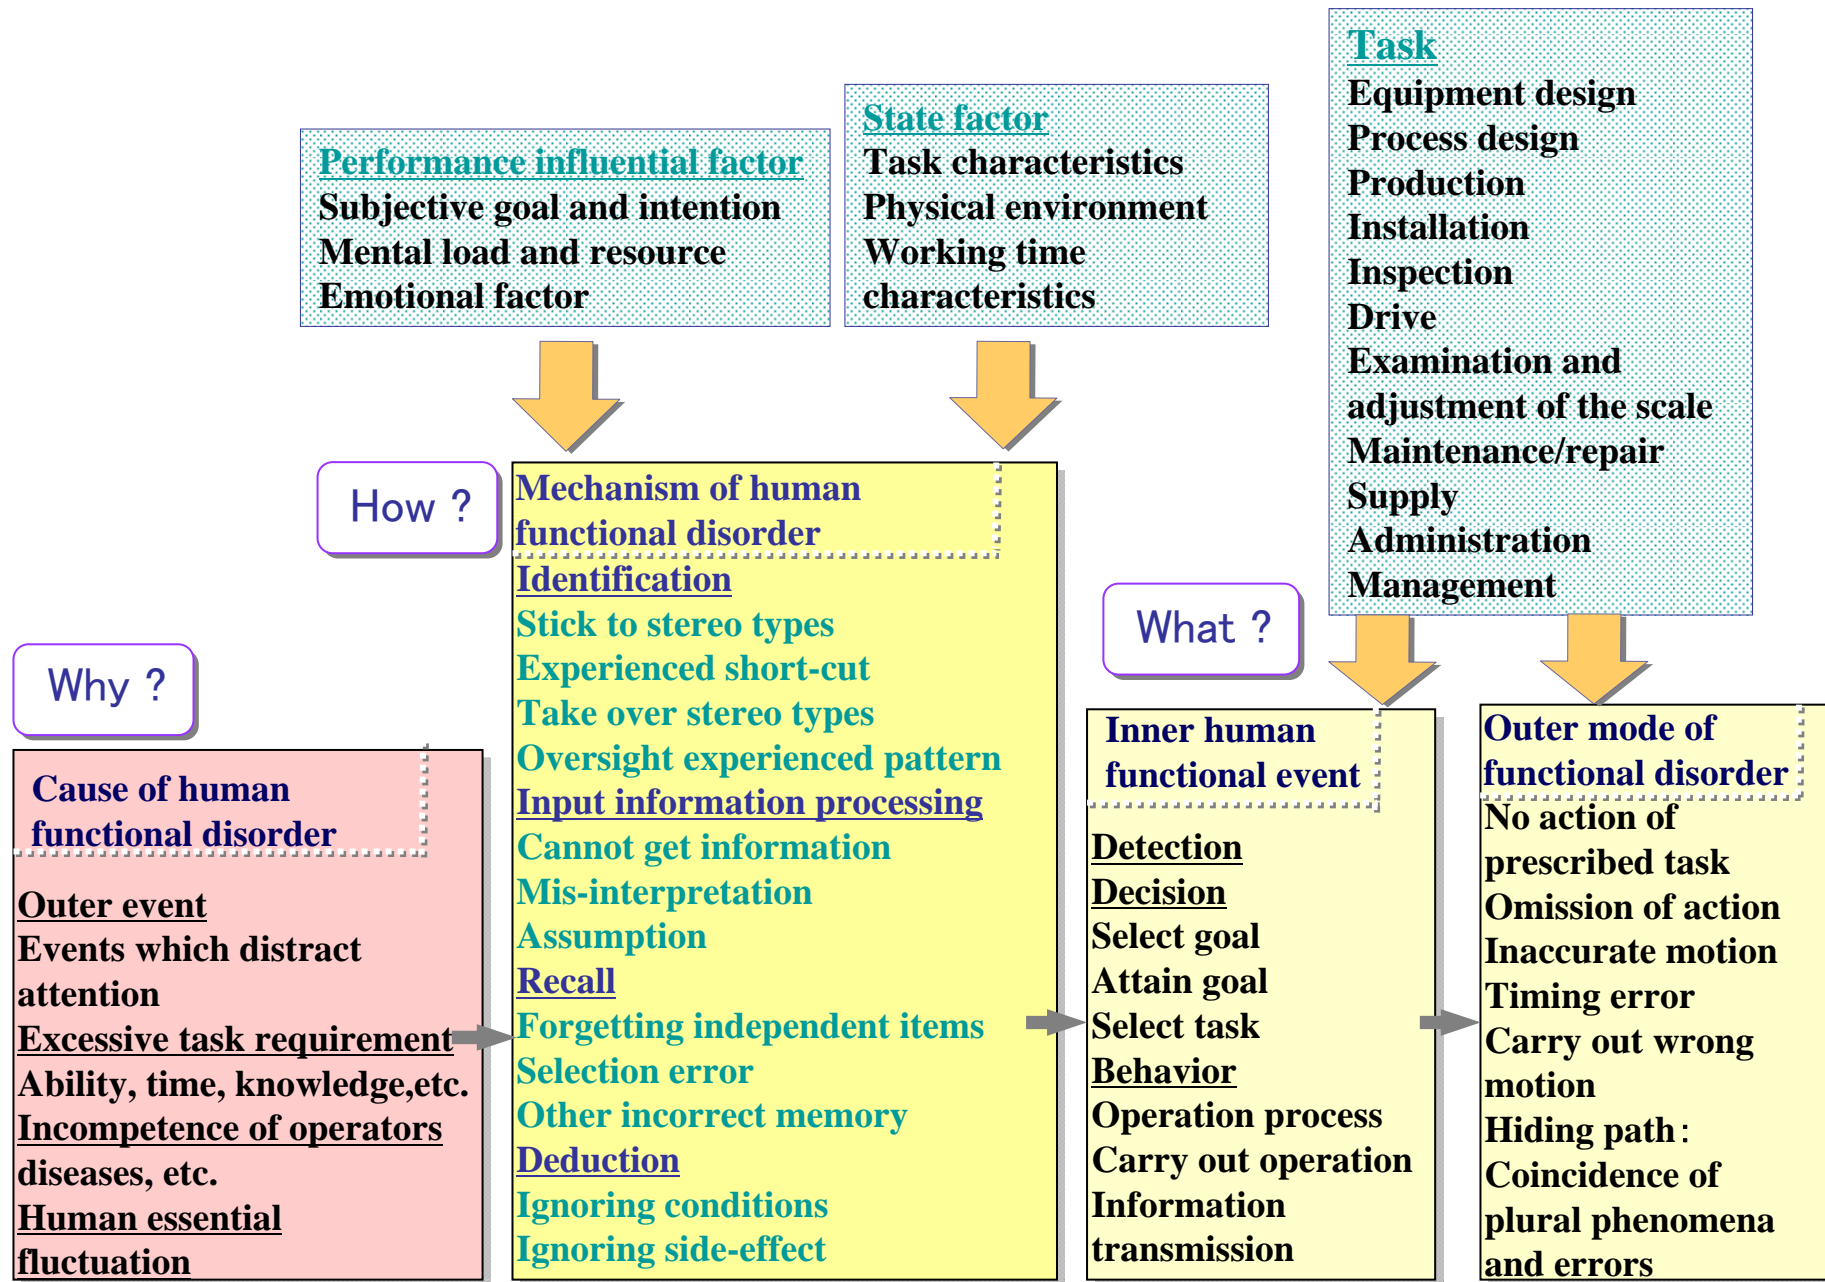 Performance influential factor
Subjective goal and intention
Mental load and resource
Emotional factor
State factor
Task characteristics
Physical environment
Working time
characteristics
Task
Equipment design
Process design
Production
Installation
Inspection
Drive
Examination and
adjustment of the scale
Maintenance/repair
Supply
Administration
Management
Why ?
Cause of human
functional disorder
Outer event
Events which distract
attention
Excessive task requirement
Ability, time, knowledge,etc.
Incompetence of operators
diseases, etc.
Human essential
fluctuation
How ?
Mechanism of human
functional disorder
Identification
Stick to stereo types
Experienced short-cut
Take over stereo types
Oversight experienced pattern
Input information processing
Cannot get information
Mis-interpretation
Assumption
Recall
Forgetting independent items
Selection error
Other incorrect memory
Deduction
Ignoring conditions
Ignoring side-effect
What ?
Inner human
functional event
Detection
Decision
Select goal
Attain goal
Select task
Behavior
Operation process
Carry out operation
Information
transmission
Outer mode of
functional disorder
No action of
prescribed task
Omission of action
Inaccurate motion
Timing error
Carry out wrong
motion
Hiding path:
Coincidence of
plural phenomena
and errors